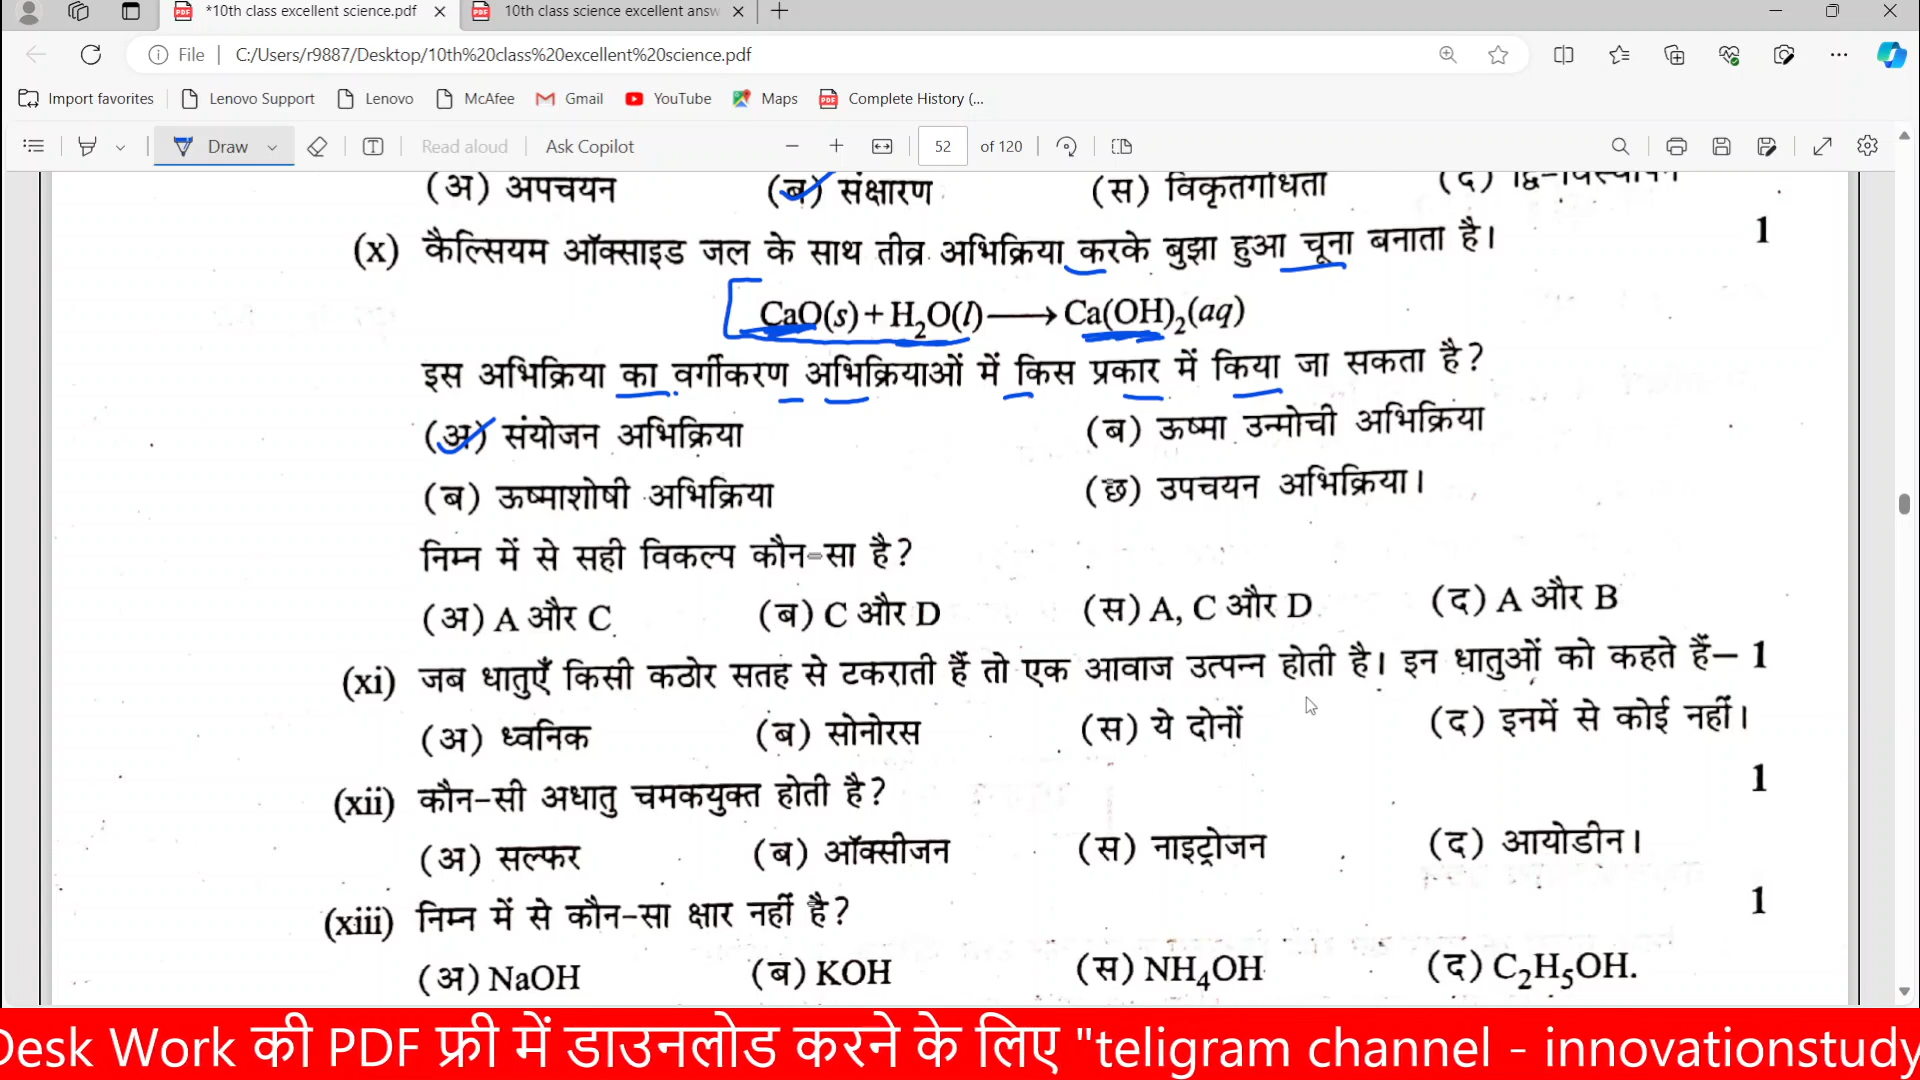 *10th class excellent science.pdf
10th class science excellent answ
File
C:/Users/r9887/Desktop/10th%20class%20excellent%20science.pdf
Import favorites
Lenovo Support
Lenovo
McAfee
Gmail
YouTube
Maps
Complete History (...
Draw
Read aloud
Ask Copilot
52 of 120
(अ) अपचयन (ब) संक्षारण (स) विकृतगंधिता (द)
(x) कैल्सियम ऑक्साइड जल के साथ तीव्र अभिक्रिया करके बुझा हुआ चूना बनाता है। 1
CaO(s)+H₂O(l)⟶Ca(OH)₂(aq)
इस अभिक्रिया का वर्गीकरण अभिक्रियाओं में किस प्रकार में किया जा सकता है?
(अ) संयोजन अभिक्रिया (ब) ऊष्मा उन्मोची अभिक्रिया
(ब) ऊष्माशोषी अभिक्रिया (छ) उपचयन अभिक्रिया।
निम्न में से सही विकल्प कौन-सा है?
(अ) A और C (ब) C और D (स) A, C और D (द) A और B
(xi) जब धातुएँ किसी कठोर सतह से टकराती हैं तो एक आवाज उत्पन्न होती है। इन धातुओं को कहते हैं– 1
(अ) ध्वनिक (ब) सोनोरस (स) ये दोनों (द) इनमें से कोई नहीं।
(xii) कौन-सी अधातु चमकयुक्त होती है? 1
(अ) सल्फर (ब) ऑक्सीजन (स) नाइट्रोजन (द) आयोडीन।
(xiii) निम्न में से कौन-सा क्षार नहीं है? 1
(अ) NaOH (ब) KOH (स) NH₄OH (द) C₂H₅OH.
Desk Work की PDF फ्री में डाउनलोड करने के लिए "teligram channel - innovationstudy